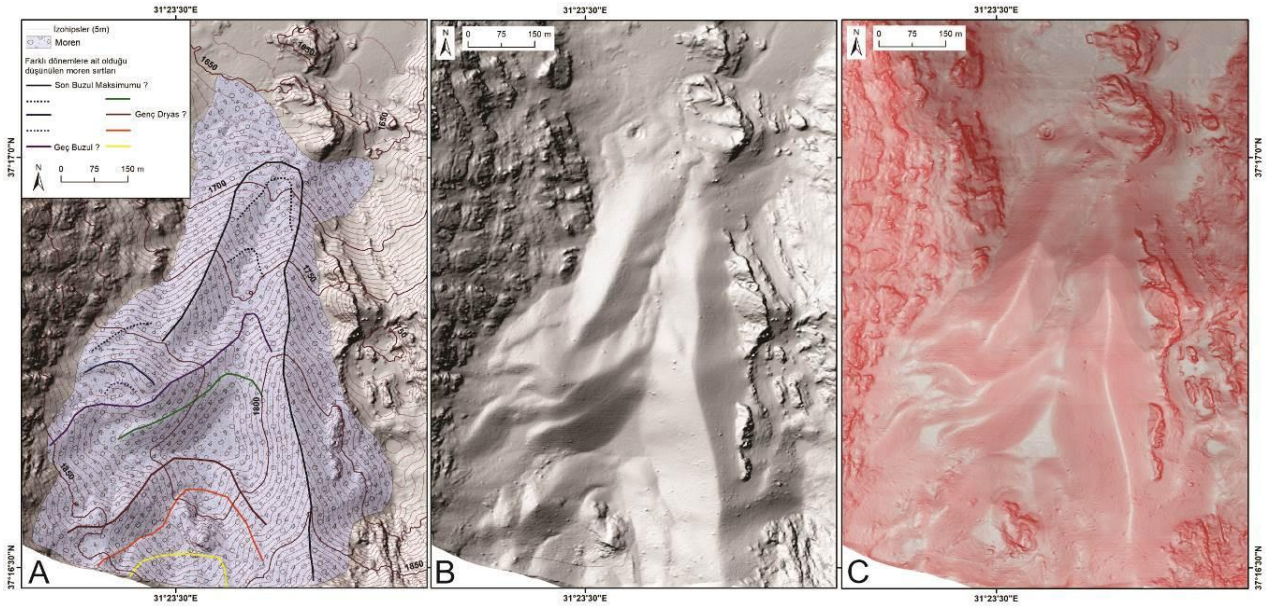 31°23'30"E
31°23'30"E
31°23'30"E
İzohipsler (5m)
Moren
Farklı dönemlere ait olduğu
düşünülen moren sırtları
Son Buzul Maksimumu ?
Genç Dryas ?
Geç Buzul ?
N
0 75 150 m
N
0 75 150 m
N
0 75 150 m
37°17'0"N
37°17'0"N
1650
1650
1650
1700
1750
1750
1800
1850
1850
37°16'30"N
37°16'30"N
A
B
C
31°23'30"E
31°23'30"E
31°23'30"E